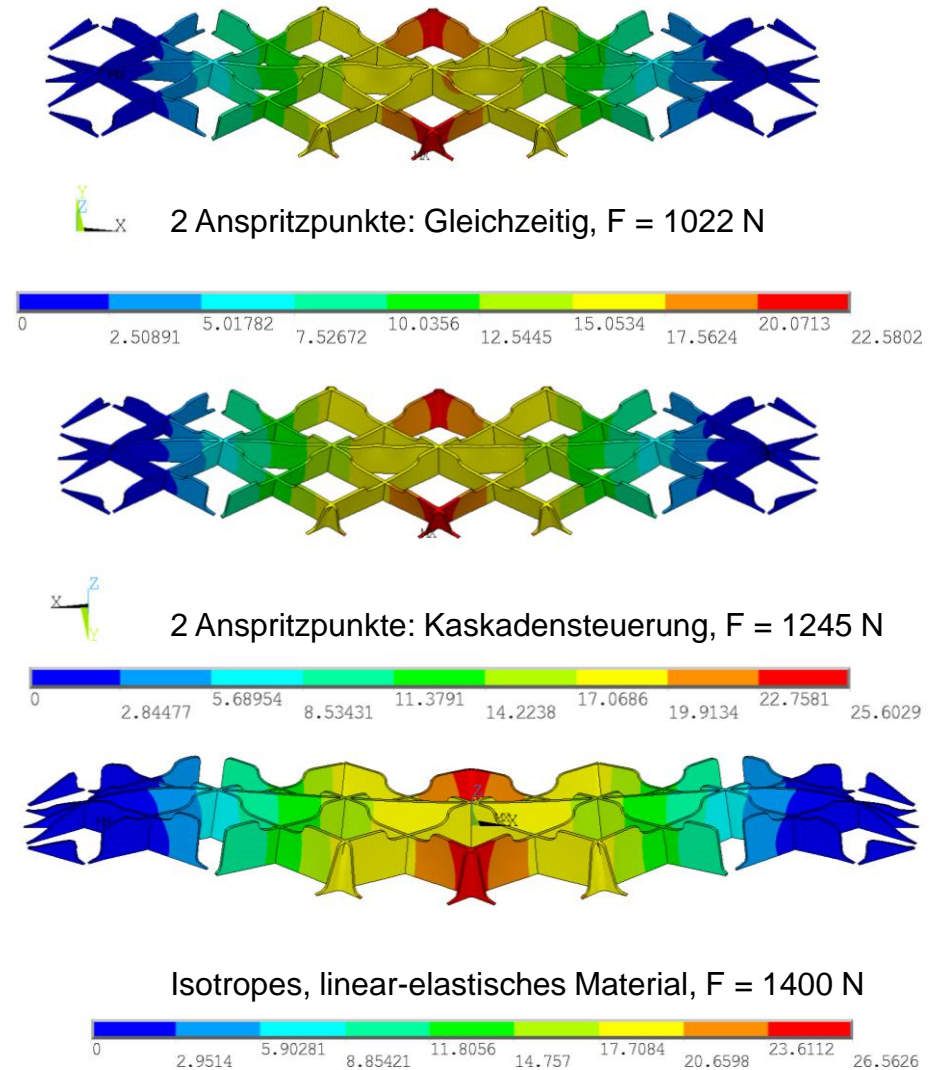 MX
Y
Z
X
2 Anspritzpunkte: Gleichzeitig, F = 1022 N
0 2.50891 5.01782 7.52672 10.0356 12.5445 15.0534 17.5624 20.0713 22.5802
MX
Z
X
Y
2 Anspritzpunkte: Kaskadensteuerung, F = 1245 N
0 2.84477 5.68954 8.53431 11.3791 14.2238 17.0686 19.9134 22.7581 25.6029
Z
X
Isotropes, linear-elastisches Material, F = 1400 N
0 2.9514 5.90281 8.85421 11.8056 14.757 17.7084 20.6598 23.6112 26.5626